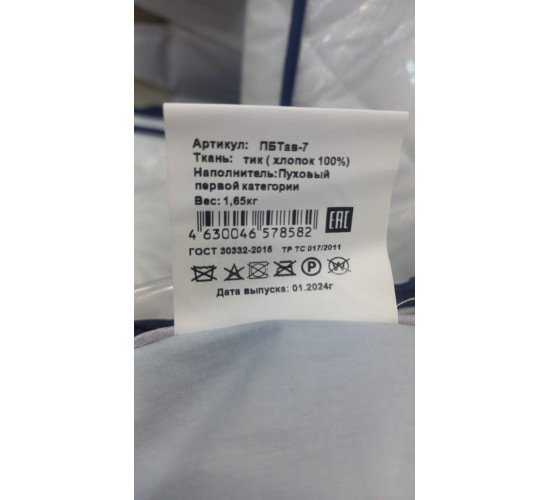 Артикул: ПБТав-7
Ткань: тик ( хлопок 100%)
Наполнитель:Пуховый
первой категории
Вес: 1,65кг
4 630046 578582
EAC
ГОСТ 30332-2015 ТР ТС 017/2011
P W
Дата выпуска: 01.2024г